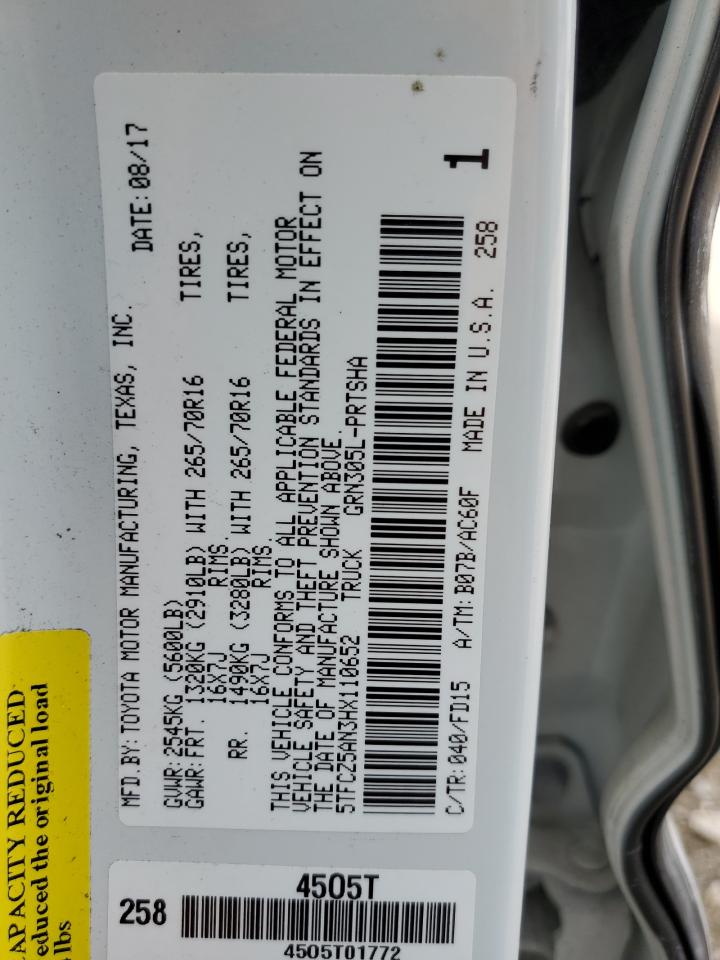 MFD BY: TOYOTA MOTOR MANUFACTURING, TEXAS, INC.
DATE: 08/17
GVWR: 2545KG (5600LB)
GAWR: FRT. 1320KG (2910LB) WITH 265/70R16 TIRES,
16X7J RIMS,
RR. 1490KG (3280LB) WITH 265/70R16 TIRES,
16X7J RIMS
THIS VEHICLE CONFORMS TO ALL APPLICABLE FEDERAL MOTOR
VEHICLE SAFETY AND THEFT PREVENTION STANDARDS IN EFFECT ON
THE DATE OF MANUFACTURE SHOWN ABOVE.
5TFCZ5AN3HX110652 TRUCK GRN305L-PRTSHA
1
C/TR: 040/FD15 A/TM: B07B/AC60F MADE IN U.S.A. 258
APACITY REDUCED
educed the original load
lbs
258
4505T
4505T01772